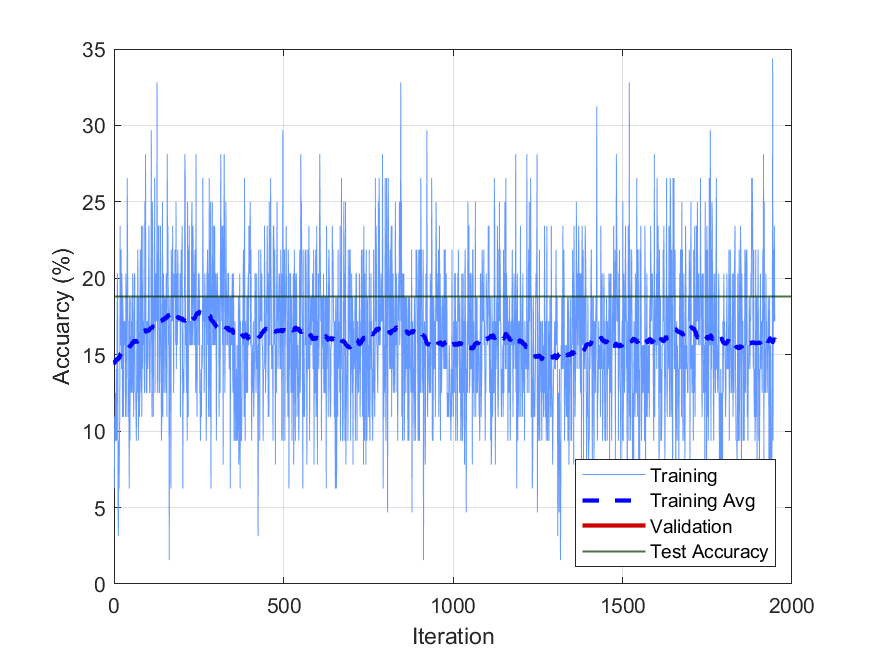 35
30
25
20
15
10
5
0
Accuarcy (%)
Training
Training Avg
Validation
Test Accuracy
0 500 1000 1500 2000
Iteration